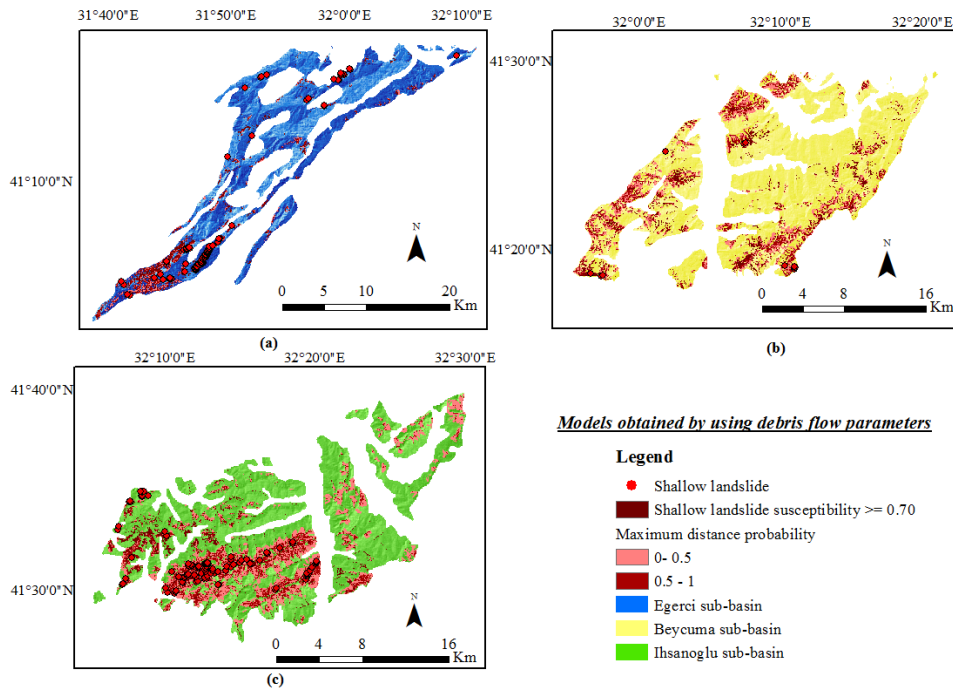 31°40'0"E 31°50'0"E 32°0'0"E 32°10'0"E
41°10'0"N
N
0 5 10 20
Km
(a)
32°0'0"E 32°10'0"E 32°20'0"E
41°30'0"N
41°20'0"N
N
0 4 8 16
Km
(b)
32°10'0"E 32°20'0"E 32°30'0"E
41°40'0"N
41°30'0"N
N
0 4 8 16
Km
(c)
Models obtained by using debris flow parameters
Legend
Shallow landslide
Shallow landslide susceptibility >= 0.70
Maximum distance probability
0- 0.5
0.5 - 1
Egerci sub-basin
Beycuma sub-basin
Ihsanoglu sub-basin